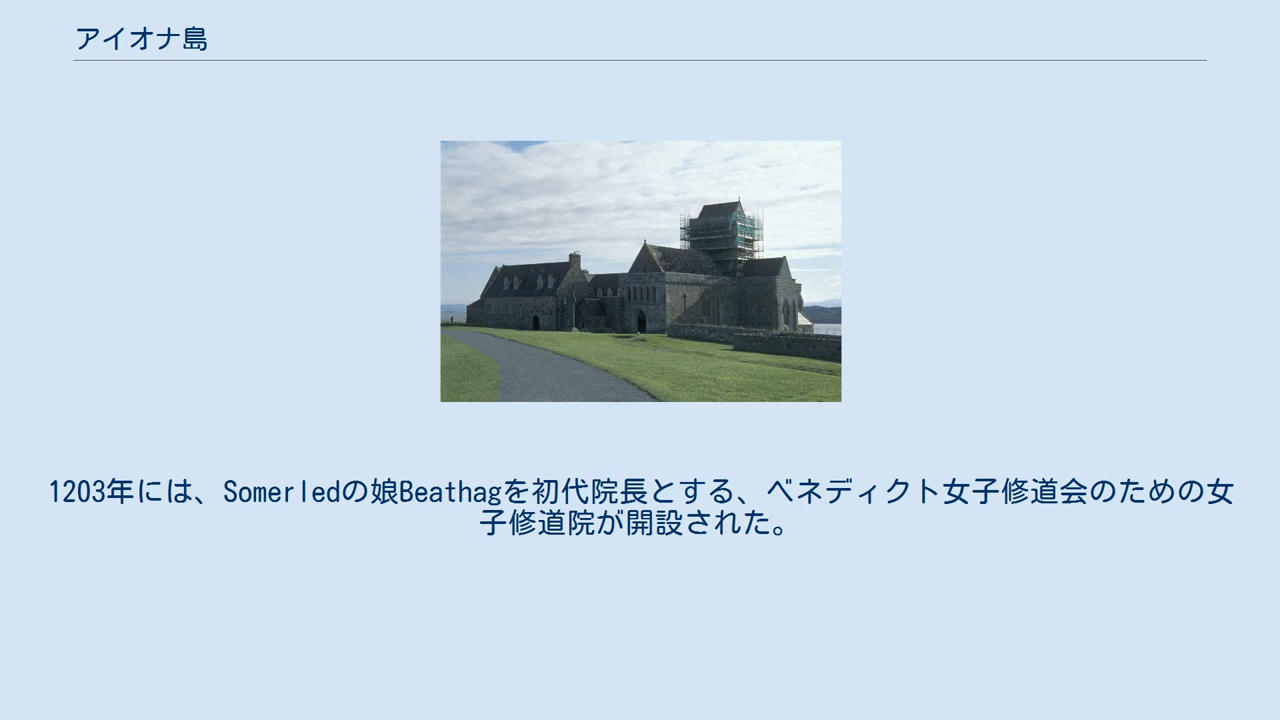 アイオナ島
1203年には、Somerledの娘Beathagを初代院長とする、ベネディクト女子修道会のための女
子修道院が開設された。